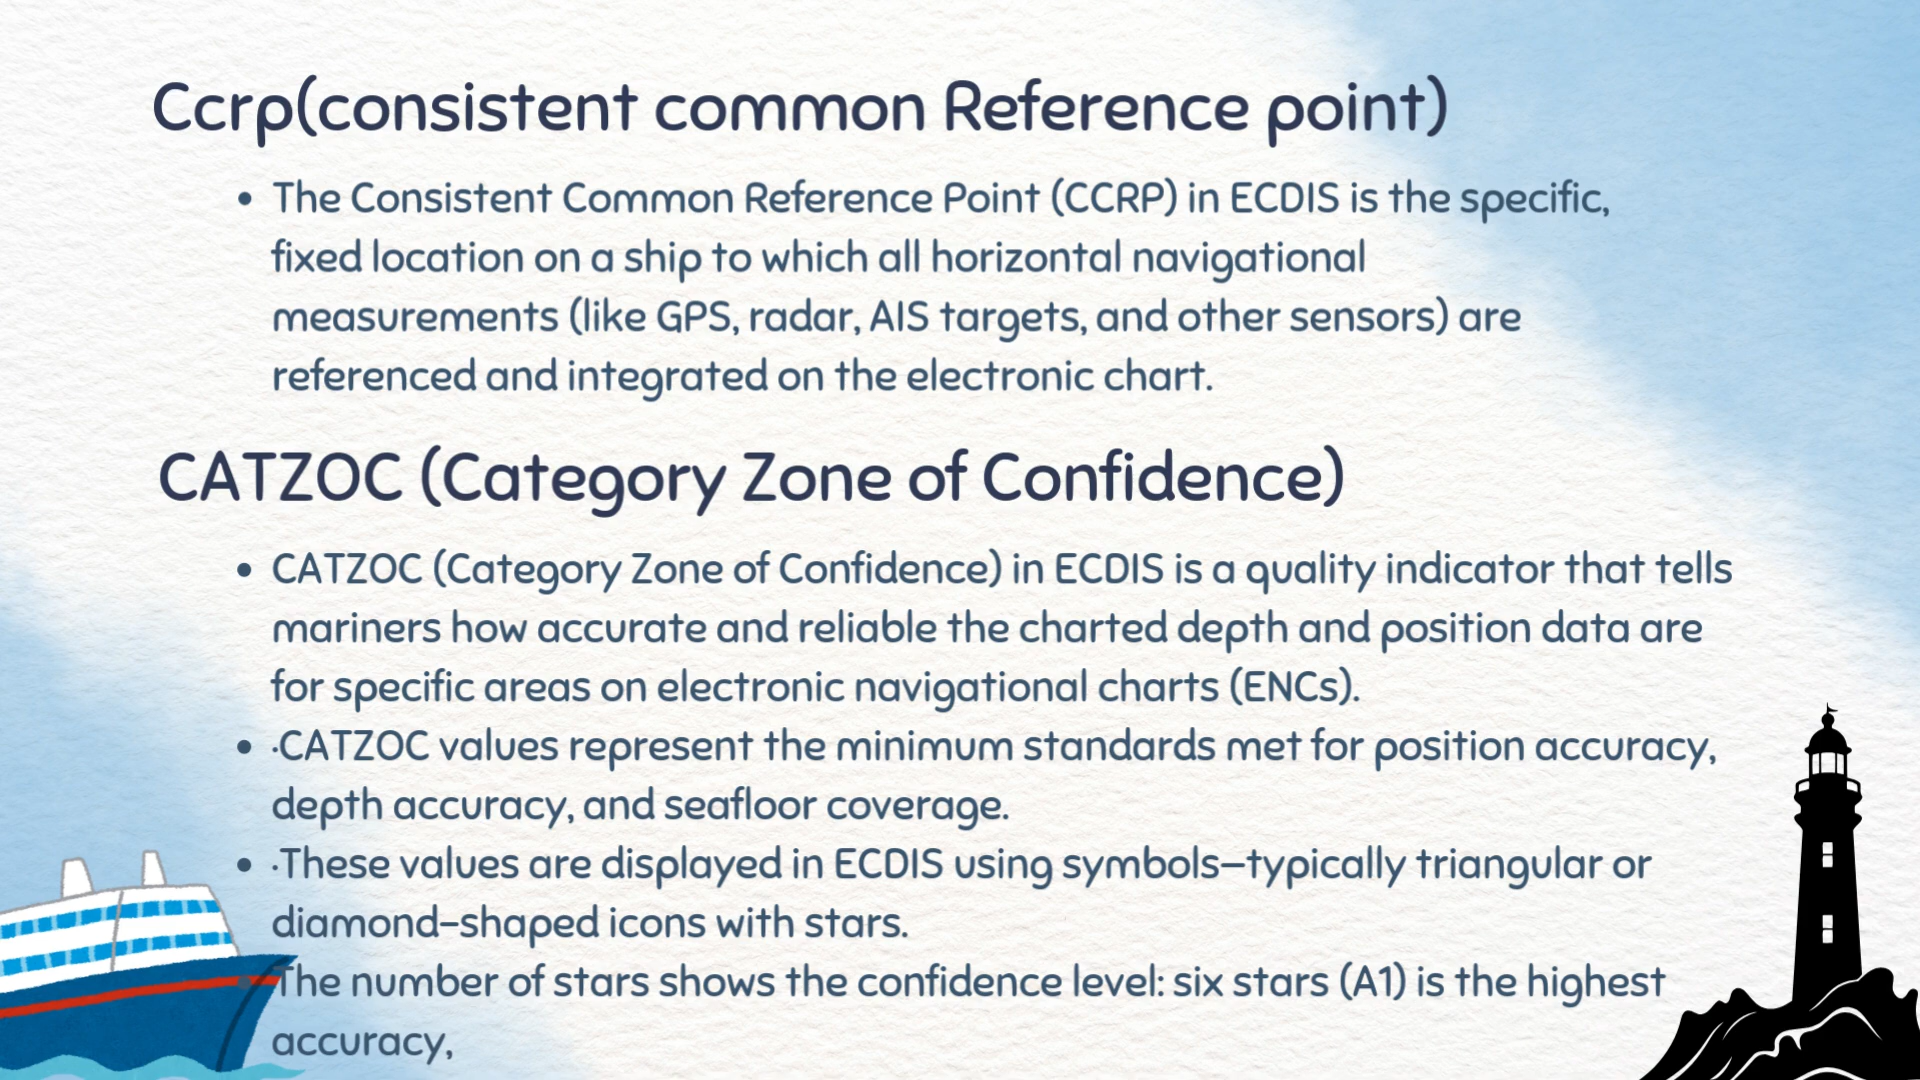 Ccrp(consistent common Reference point)
• The Consistent Common Reference Point (CCRP) in ECDIS is the specific,
fixed location on a ship to which all horizontal navigational
measurements (like GPS, radar, AIS targets, and other sensors) are
referenced and integrated on the electronic chart.
CATZOC (Category Zone of Confidence)
• CATZOC (Category Zone of Confidence) in ECDIS is a quality indicator that tells
mariners how accurate and reliable the charted depth and position data are
for specific areas on electronic navigational charts (ENCs).
• ·CATZOC values represent the minimum standards met for position accuracy,
depth accuracy, and seafloor coverage.
• ·These values are displayed in ECDIS using symbols—typically triangular or
diamond-shaped icons with stars.
• The number of stars shows the confidence level: six stars (A1) is the highest
accuracy,